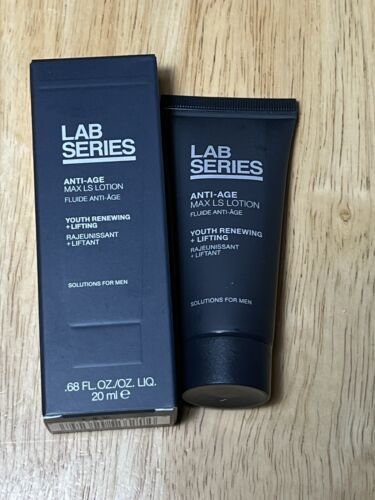 LAB
SERIES
ANTI-AGE
MAX LS LOTION
FLUIDE ANTI-ÂGE
YOUTH RENEWING
+ LIFTING
RAJEUNISSANT
+ LIFTANT
SOLUTIONS FOR MEN
.68 FL.OZ./OZ. LIQ.
20 ml e
LAB
SERIES
ANTI-AGE
MAX LS LOTION
FLUIDE ANTI-ÂGE
YOUTH RENEWING
+ LIFTING
RAJEUNISSANT
+ LIFTANT
SOLUTIONS FOR MEN